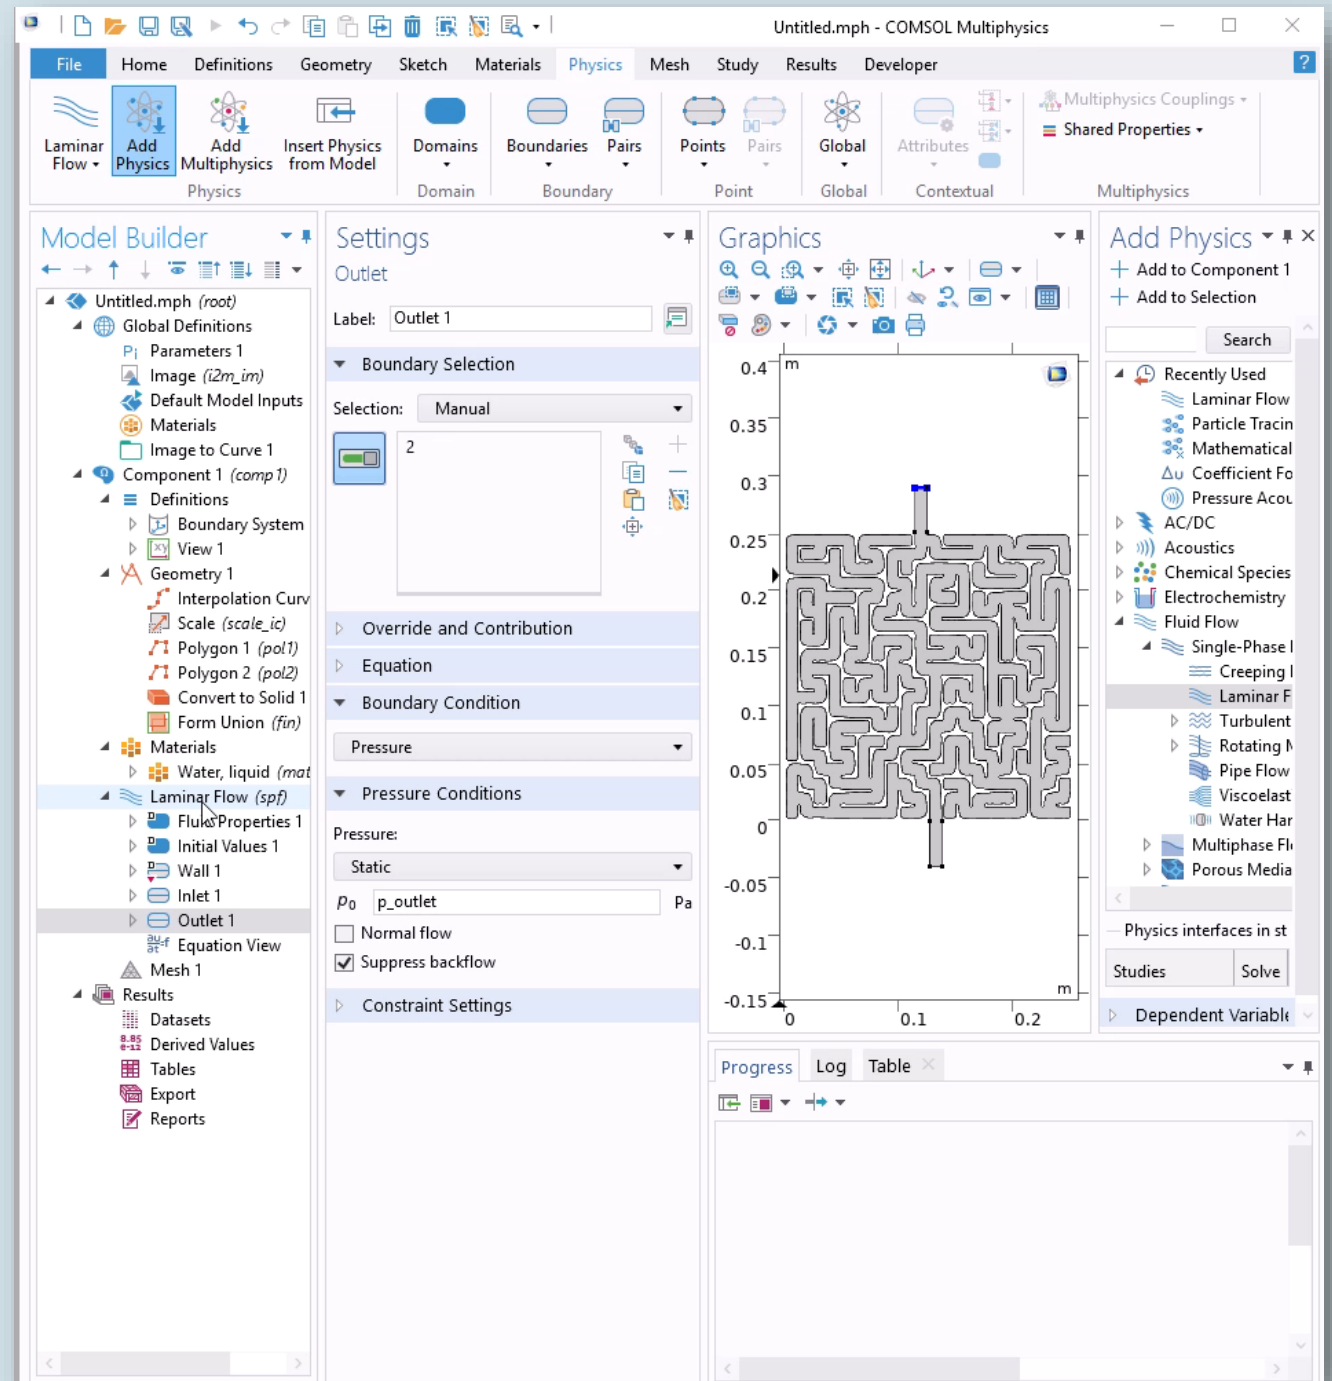 Untitled.mph - COMSOL Multiphysics
File Home Definitions Geometry Sketch Materials Physics Mesh Study Results Developer ?
Laminar Flow
Add Physics
Add Multiphysics
Insert Physics from Model
Domains
Boundaries
Pairs
Points
Pairs
Global
Attributes
Multiphysics Couplings
Shared Properties
Physics Domain Boundary Point Global Contextual Multiphysics
Model Builder
Untitled.mph (root)
Global Definitions
Pi Parameters 1
Image (i2m_im)
Default Model Inputs
Materials
Image to Curve 1
Component 1 (comp1)
Definitions
Boundary System
View 1
Geometry 1
Interpolation Curv
Scale (scale_ic)
Polygon 1 (pol1)
Polygon 2 (pol2)
Convert to Solid 1
Form Union (fin)
Materials
Water, liquid (mat
Laminar Flow (spf)
Fluid Properties 1
Initial Values 1
Wall 1
Inlet 1
Outlet 1
Equation View
Mesh 1
Results
Datasets
8.85 e-12 Derived Values
Tables
Export
Reports
Settings
Outlet
Label: Outlet 1
Boundary Selection
Selection: Manual
2
Override and Contribution
Equation
Boundary Condition
Pressure
Pressure Conditions
Pressure:
Static
p0 p_outlet Pa
Normal flow
Suppress backflow
Constraint Settings
Graphics
m
0.4
0.35
0.3
0.25
0.2
0.15
0.1
0.05
0
-0.05
-0.1
-0.15
m
0 0.1 0.2
Add Physics
Add to Component 1
Add to Selection
Search
Recently Used
Laminar Flow
Particle Tracin
Mathematical
Δu Coefficient Fo
Pressure Acou
AC/DC
Acoustics
Chemical Species
Electrochemistry
Fluid Flow
Single-Phase
Creeping
Laminar F
Turbulent
Rotating M
Pipe Flow
Viscoelast
Water Har
Multiphase Fl
Porous Media
Physics interfaces in st
Studies Solve
Dependent Variable
Progress Log Table